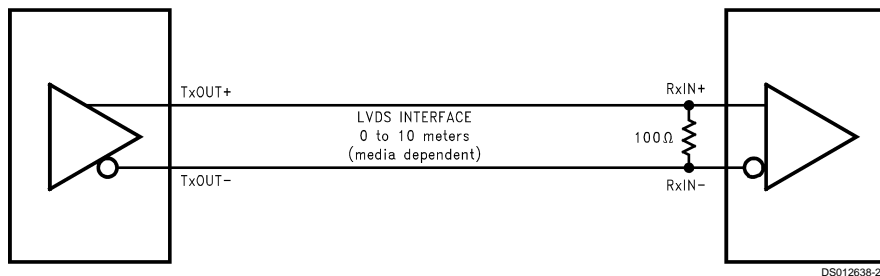 TxOUT+
RxIN+
LVDS INTERFACE
0 to 10 meters
(media dependent)
100Ω
TxOUT−
RxIN−
DS012638-2